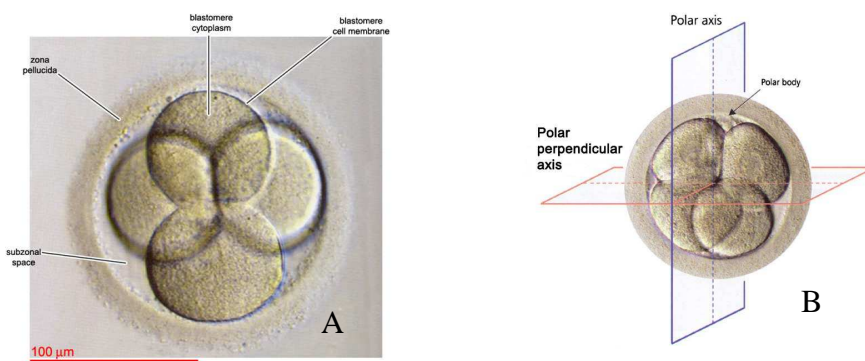 blastomere
cytoplasm
blastomere
cell membrane
zona
pellucida
subzonal
space
100 µm
A
Polar axis
Polar body
Polar
perpendicular
axis
B